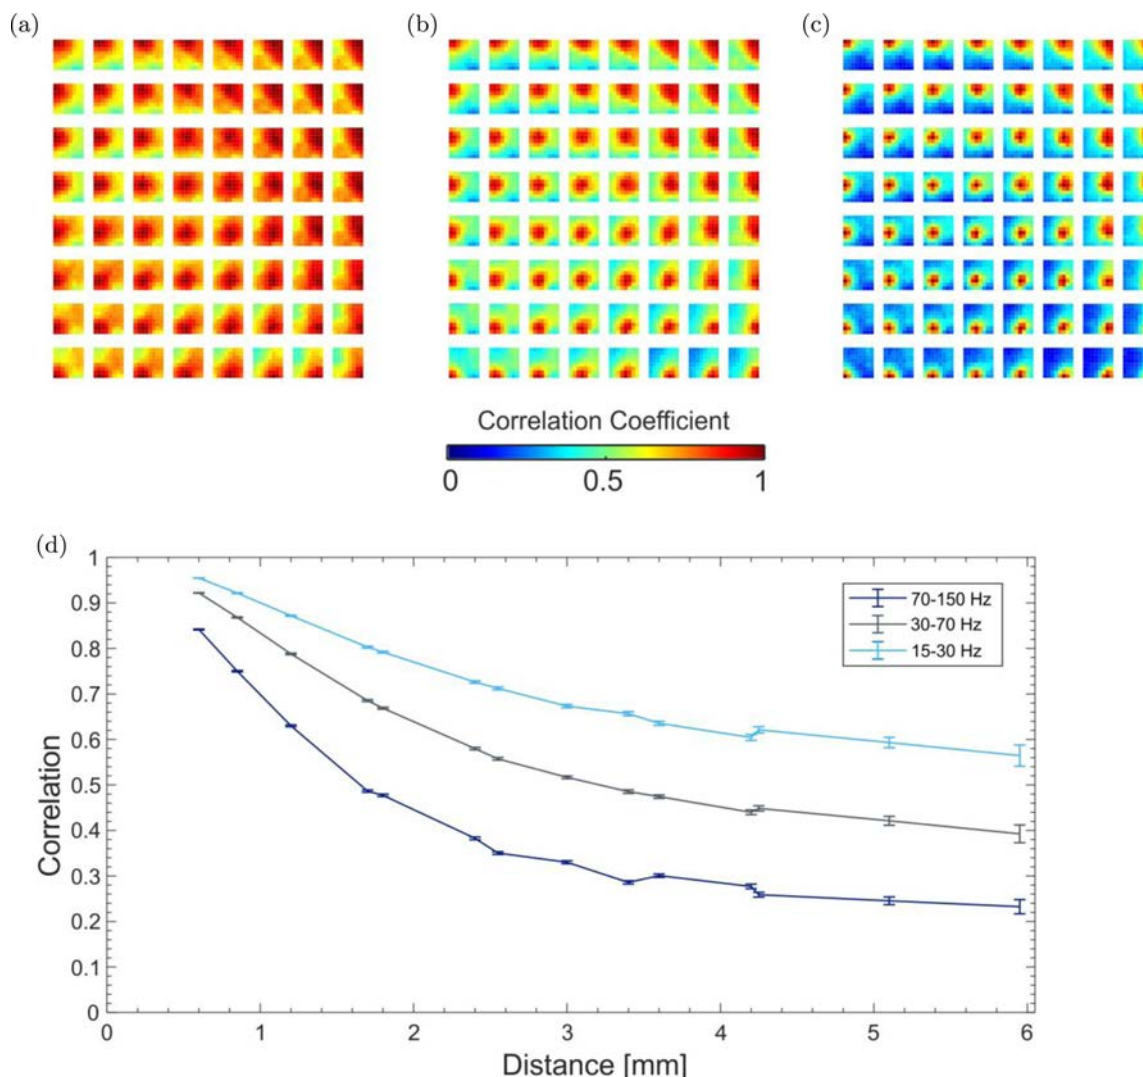 (a) (b) (c)
Correlation Coefficient
0 0.5 1
(d)
1
0.9
0.8
0.7
0.6
0.5
0.4
0.3
0.2
0.1
0
Correlation
70-150 Hz
30-70 Hz
15-30 Hz
0 1 2 3 4 5 6
Distance [mm]